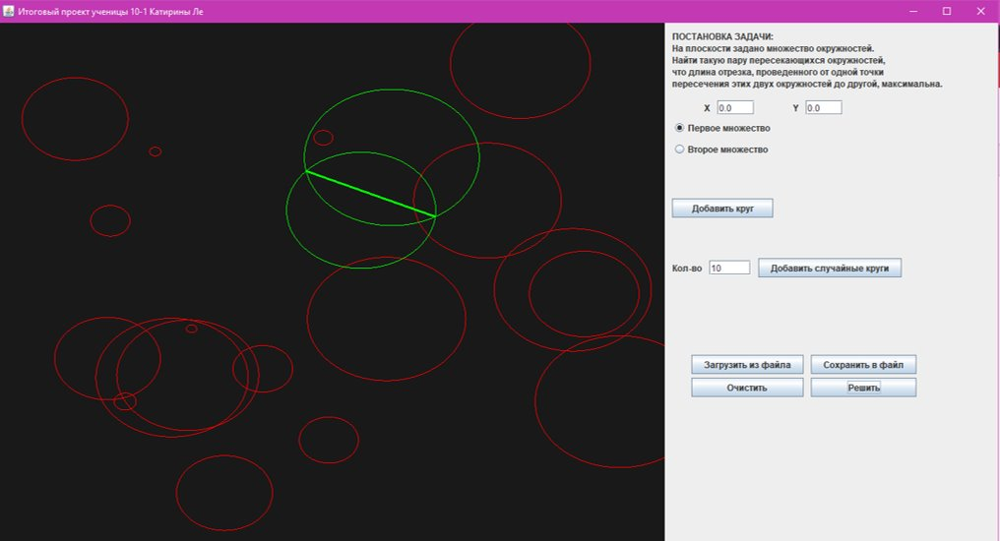 Итоговый проект ученицы 10-1 Катирины Ле
ПОСТАНОВКА ЗАДАЧИ:
На плоскости задано множество окружностей.
Найти такую пару пересекающихся окружностей,
что длина отрезка, проведенного от одной точки
пересечения этих двух окружностей до другой, максимальна.
X 0.0 Y 0.0
Первое множество
Второе множество
Добавить круг
Кол-во 10 Добавить случайные круги
Загрузить из файла Сохранить в файл
Очистить Решить